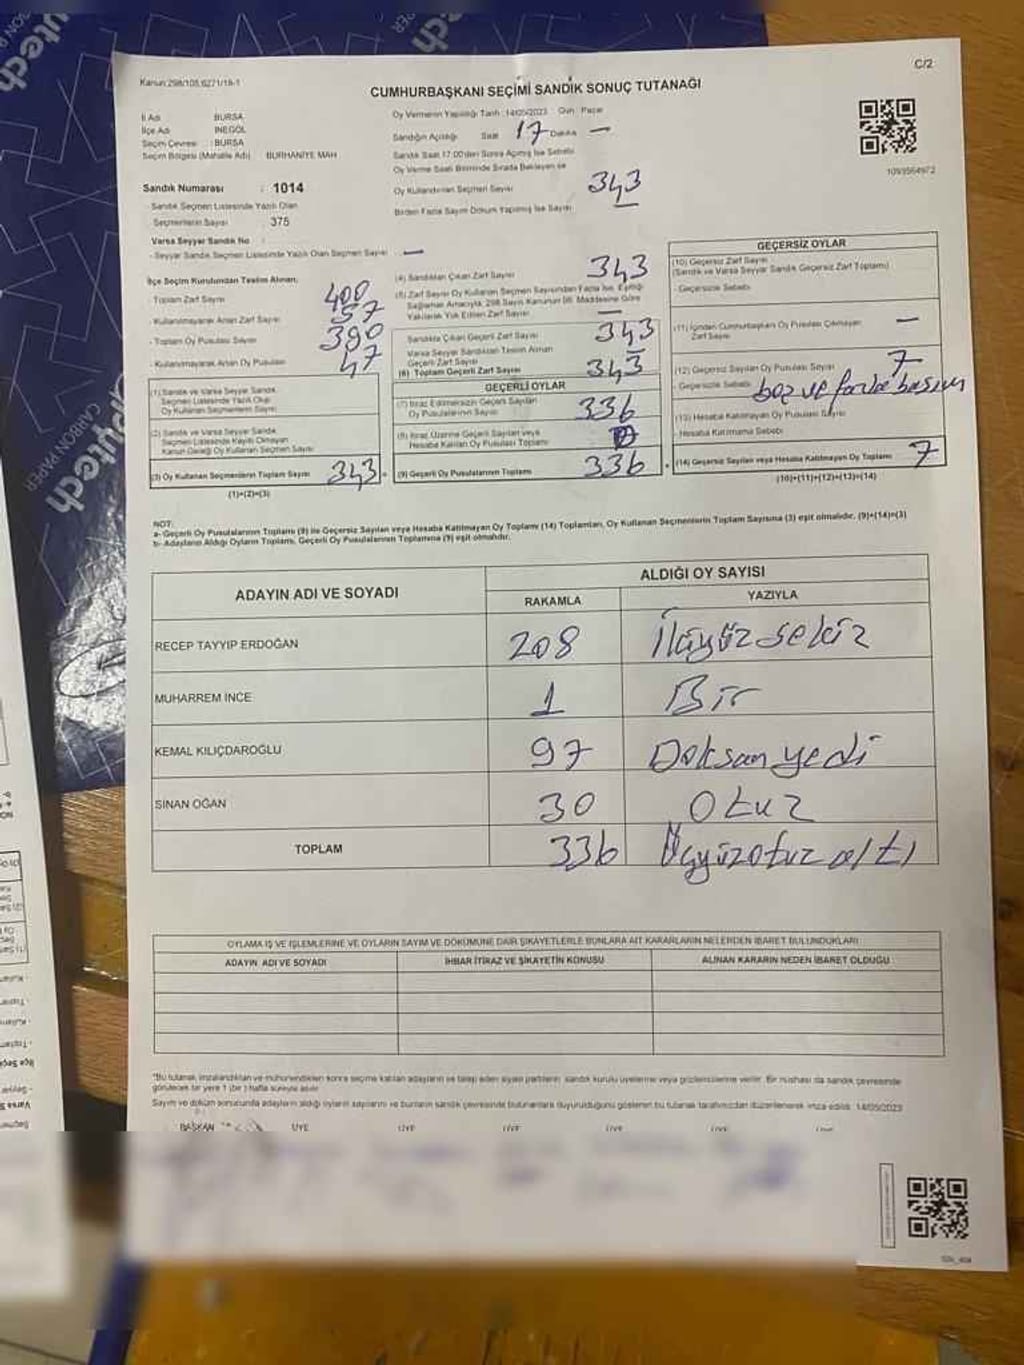 C/2
Kanun:298/105,6271/18-1
CUMHURBAŞKANI SEÇİMİ SANDIK SONUÇ TUTANAĞI
İl Adı : BURSA
İlçe Adı : İNEGÖL
Seçim Çevresi : BURSA
Seçim Bölgesi (Mahalle Adı) BURHANİYE MAH
Sandık Numarası : 1014
- Sandık Seçmen Listesinde Yazılı Olan
Seçmenlerin Sayısı 375
Varsa Seyyar Sandık No :
- Seyyar Sandık Seçmen Listesinde Yazılı Olan Seçmen Sayısı : —
Oy Vermenin Yapıldığı Tarih : 14/05/2023 Gün : Pazar
Sandığın Açıldığı Saat 17 Dakika —
Sandık Saat 17:00'den Sonra Açılmış İse Sebebi
Oy Verme Saati Bitiminde Sırada Bekleyen ve
Oy Kullandırılan Seçmen Sayısı 343
Birden Fazla Sayım Döküm Yapılmış İse Sayısı —
1093564972
İlçe Seçim Kurulundan Teslim Alınan;
- Toplam Zarf Sayısı 400
- Kullanılmayarak Artan Zarf Sayısı 57
- Toplam Oy Pusulası Sayısı 390
- Kullanılmayarak Artan Oy Pusulası 47
(1) Sandık ve Varsa Seyyar Sandık
Seçmen Listesinde Yazılı Olup
Oy Kullanan Seçmenlerin Sayısı
(2) Sandık ve Varsa Seyyar Sandık
Seçmen Listesinde Kayıtlı Olmayan
Kanun Gereği Oy Kullanan Seçmen Sayısı
(3) Oy Kullanan Seçmenlerin Toplam Sayısı 343 =
(1)+(2)=(3)
(4) Sandıktan Çıkan Zarf Sayısı 343
(5) Zarf Sayısı Oy Kullanan Seçmen Sayısından Fazla İse, Eşitliği
Sağlamak Amacıyla, 298 Sayılı Kanunun 98. Maddesine Göre
Yakılarak Yok Edilen Zarf Sayısı —
Sandıkta Çıkan Geçerli Zarf Sayısı 343
Varsa Seyyar Sandıktan Teslim Alınan
Geçerli Zarf Sayısı —
(6) Toplam Geçerli Zarf Sayısı 343
GEÇERLİ OYLAR
(7) İtiraz Edilmeksizin Geçerli Sayılan
Oy Pusulalarının Sayısı 336
(8) İtiraz Üzerine Geçerli Sayılan veya
Hesaba Katılan Oy Pusulaları Toplamı
(9) Geçerli Oy Pusulalarının Toplamı 336 +
GEÇERSİZ OYLAR
(10) Geçersiz Zarf Sayısı
(Sandık ve Varsa Seyyar Sandık Geçersiz Zarf Toplamı)
- Geçersizlik Sebebi
(11) İçinden Cumhurbaşkanı Oy Pusulası Çıkmayan
Zarf Sayısı —
(12) Geçersiz Sayılan Oy Pusulası Sayısı 7
- Geçersizlik Sebebi boş ve fazla basım
(13) Hesaba Katılmayan Oy Pusulası Sayısı
- Hesaba Katılmama Sebebi
(14) Geçersiz Sayılan veya Hesaba Katılmayan Oy Toplamı 7
(10)+(11)+(12)+(13)=(14)
NOT:
a- Geçerli Oy Pusulalarının Toplamı (9) ile Geçersiz Sayılan veya Hesaba Katılmayan Oy Toplamı (14) Toplamları, Oy Kullanan Seçmenlerin Toplam Sayısına (3) eşit olmalıdır. (9)+(14)=(3)
b- Adayların Aldığı Oyların Toplamı, Geçerli Oy Pusulalarının Toplamına (9) eşit olmalıdır.
ADAYIN ADI VE SOYADI
ALDIĞI OY SAYISI
RAKAMLA YAZIYLA
RECEP TAYYIP ERDOĞAN 208 İkiyüzsekiz
MUHARREM İNCE 1 Bir
KEMAL KILIÇDAROĞLU 97 Doksanyedi
SİNAN OĞAN 30 Otuz
TOPLAM 336 Üçyüzotuzaltı
OYLAMA İŞ VE İŞLEMLERİNE VE OYLARIN SAYIM VE DÖKÜMÜNE DAİR ŞİKAYETLERLE BUNLARA AİT KARARLARIN NELERDEN İBARET BULUNDUKLARI
ADAYIN ADI VE SOYADI İHBAR İTİRAZ VE ŞİKAYETİN KONUSU ALINAN KARARIN NEDEN İBARET OLDUĞU
*Bu tutanak, imzalandıktan ve mühürlendikten sonra seçime katılan adayların ve talep eden siyasi partilerin sandık kurulu üyelerine veya gözlemcilerine verilir. Bir nüshası da sandık çevresinde
görülecek bir yere 1 (bir) hafta süreyle asılır.
Sayım ve döküm sonucunda adayların aldığı oyların sayılarını ve bunların sandık çevresinde bulunanlara duyurulduğunu gösteren bu tutanak tarafımızdan düzenlenerek imza edildi. 14/05/2023
BAŞKAN ÜYE ÜYE ÜYE ÜYE ÜYE
CARBON PAPER